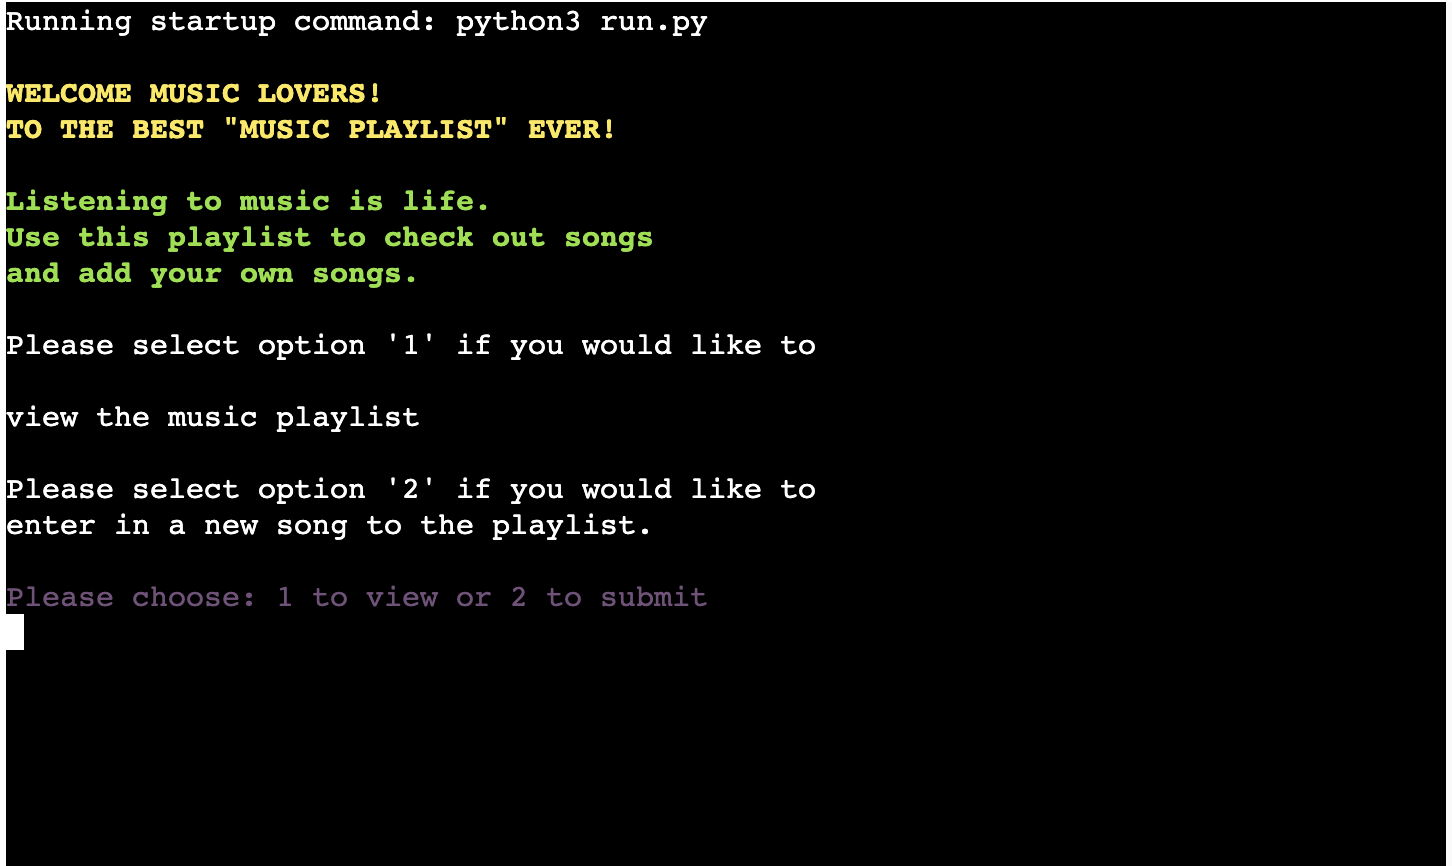 Running startup command: python3 run.py
WELCOME MUSIC LOVERS!
TO THE BEST "MUSIC PLAYLIST" EVER!
Listening to music is life.
Use this playlist to check out songs
and add your own songs.
Please select option '1' if you would like to
view the music playlist
Please select option '2' if you would like to
enter in a new song to the playlist.
Please choose: 1 to view or 2 to submit